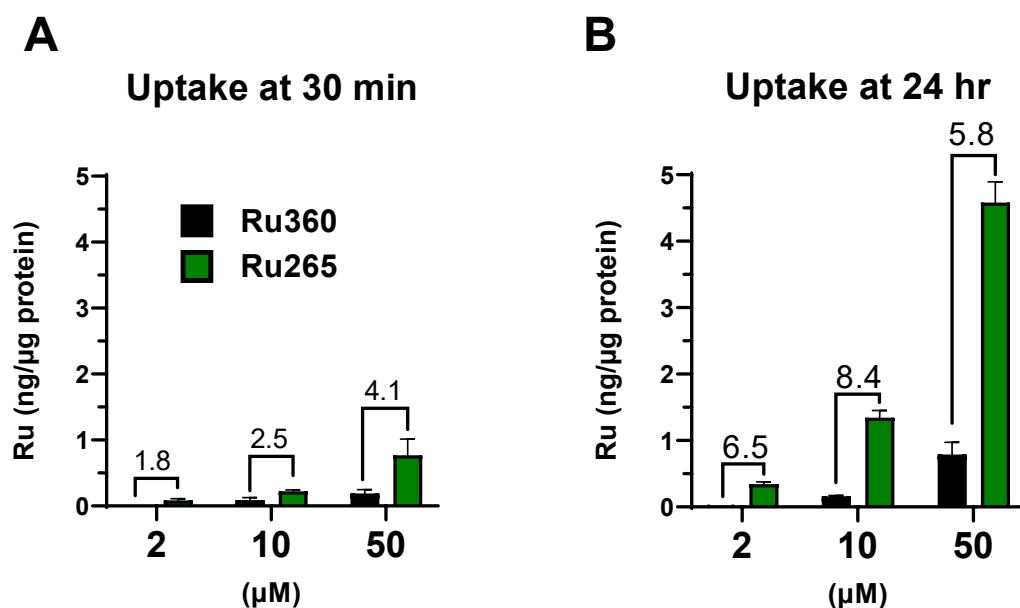 A
Uptake at 30 min
Ru (ng/µg protein)
5
4
3
2
1
0
Ru360
Ru265
1.8
2.5
4.1
2
10
50
(µM)
B
Uptake at 24 hr
Ru (ng/µg protein)
5
4
3
2
1
0
6.5
8.4
5.8
2
10
50
(µM)